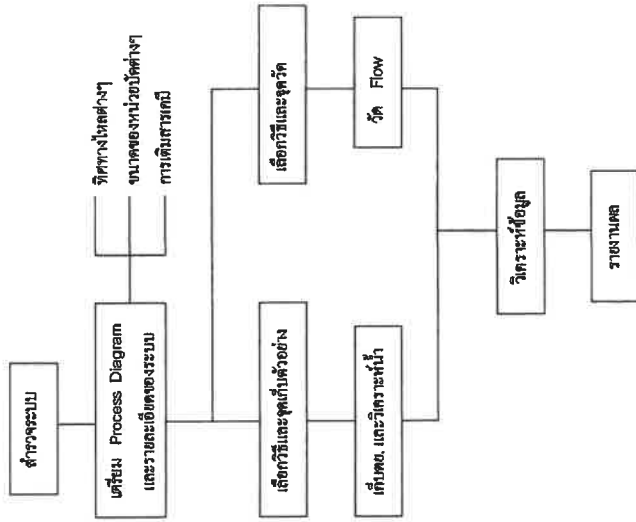 สำรวจระบบ
เตรียม Process Diagram
และรายละเอียดของระบบ
ทิศทางไหลต่างๆ
ขนาดของหน่วยบัดต่างๆ
การเติมสารเคมี
เลือกวิธีและจุดเก็บตัวอย่าง
เลือกวิธีและจุดวัด
เก็บตย. และวิเคราะห์น้ำ
วัด Flow
วิเคราะห์ข้อมูล
รายงานผล